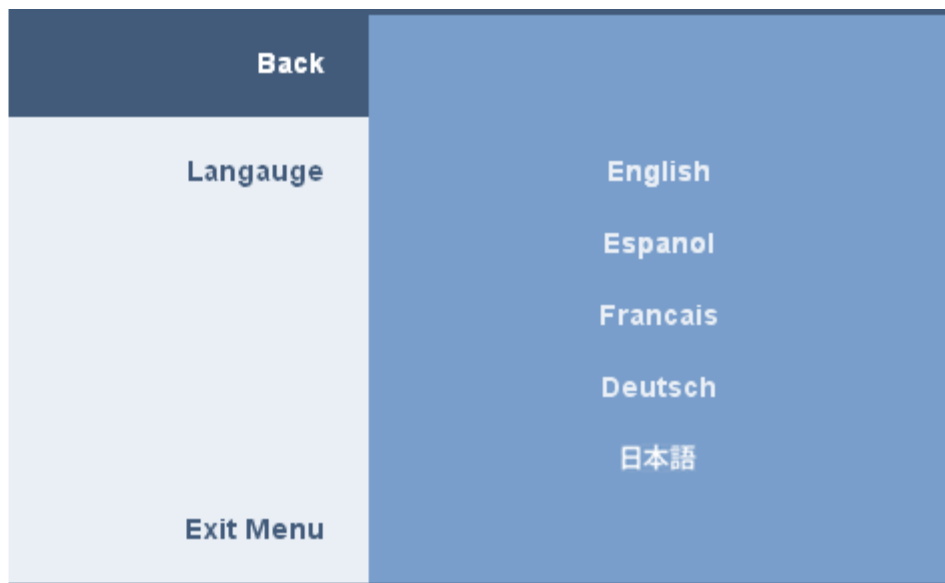 Back
Langauge
English
Espanol
Francais
Deutsch
日本語
Exit Menu